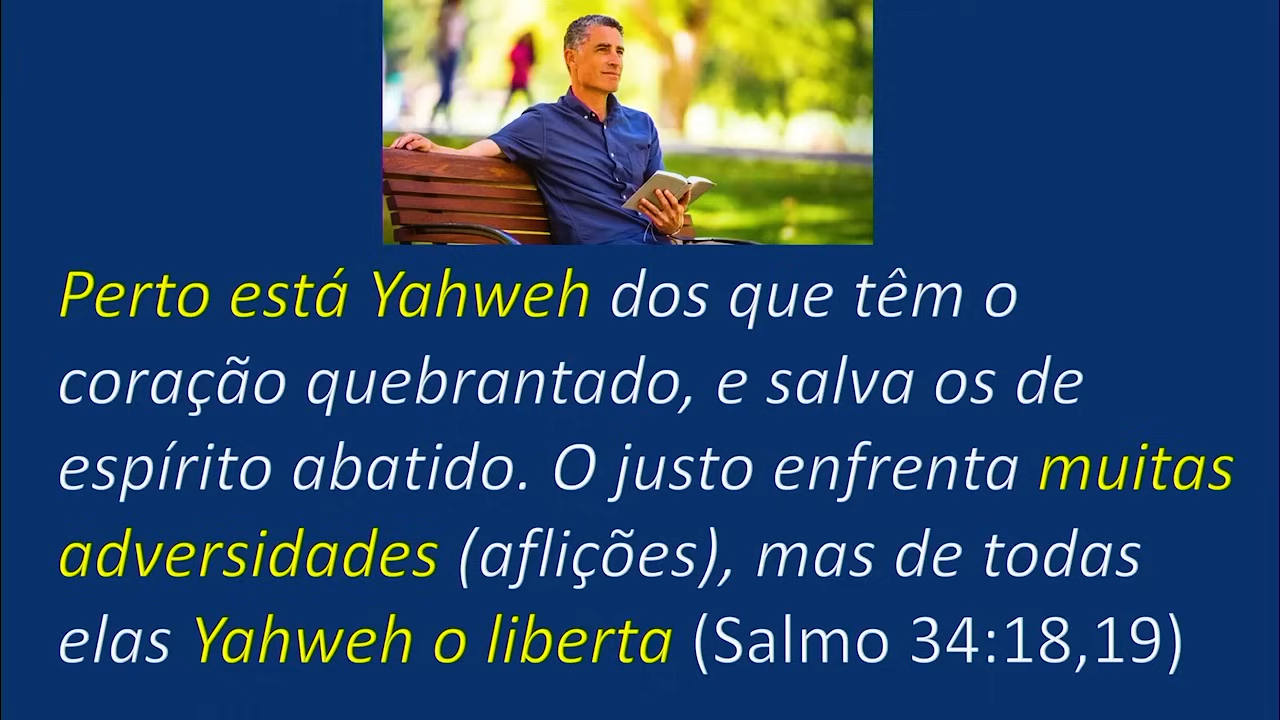 Perto está Yahweh dos que têm o
coração quebrantado, e salva os de
espírito abatido. O justo enfrenta muitas
adversidades (aflições), mas de todas
elas Yahweh o liberta (Salmo 34:18,19)